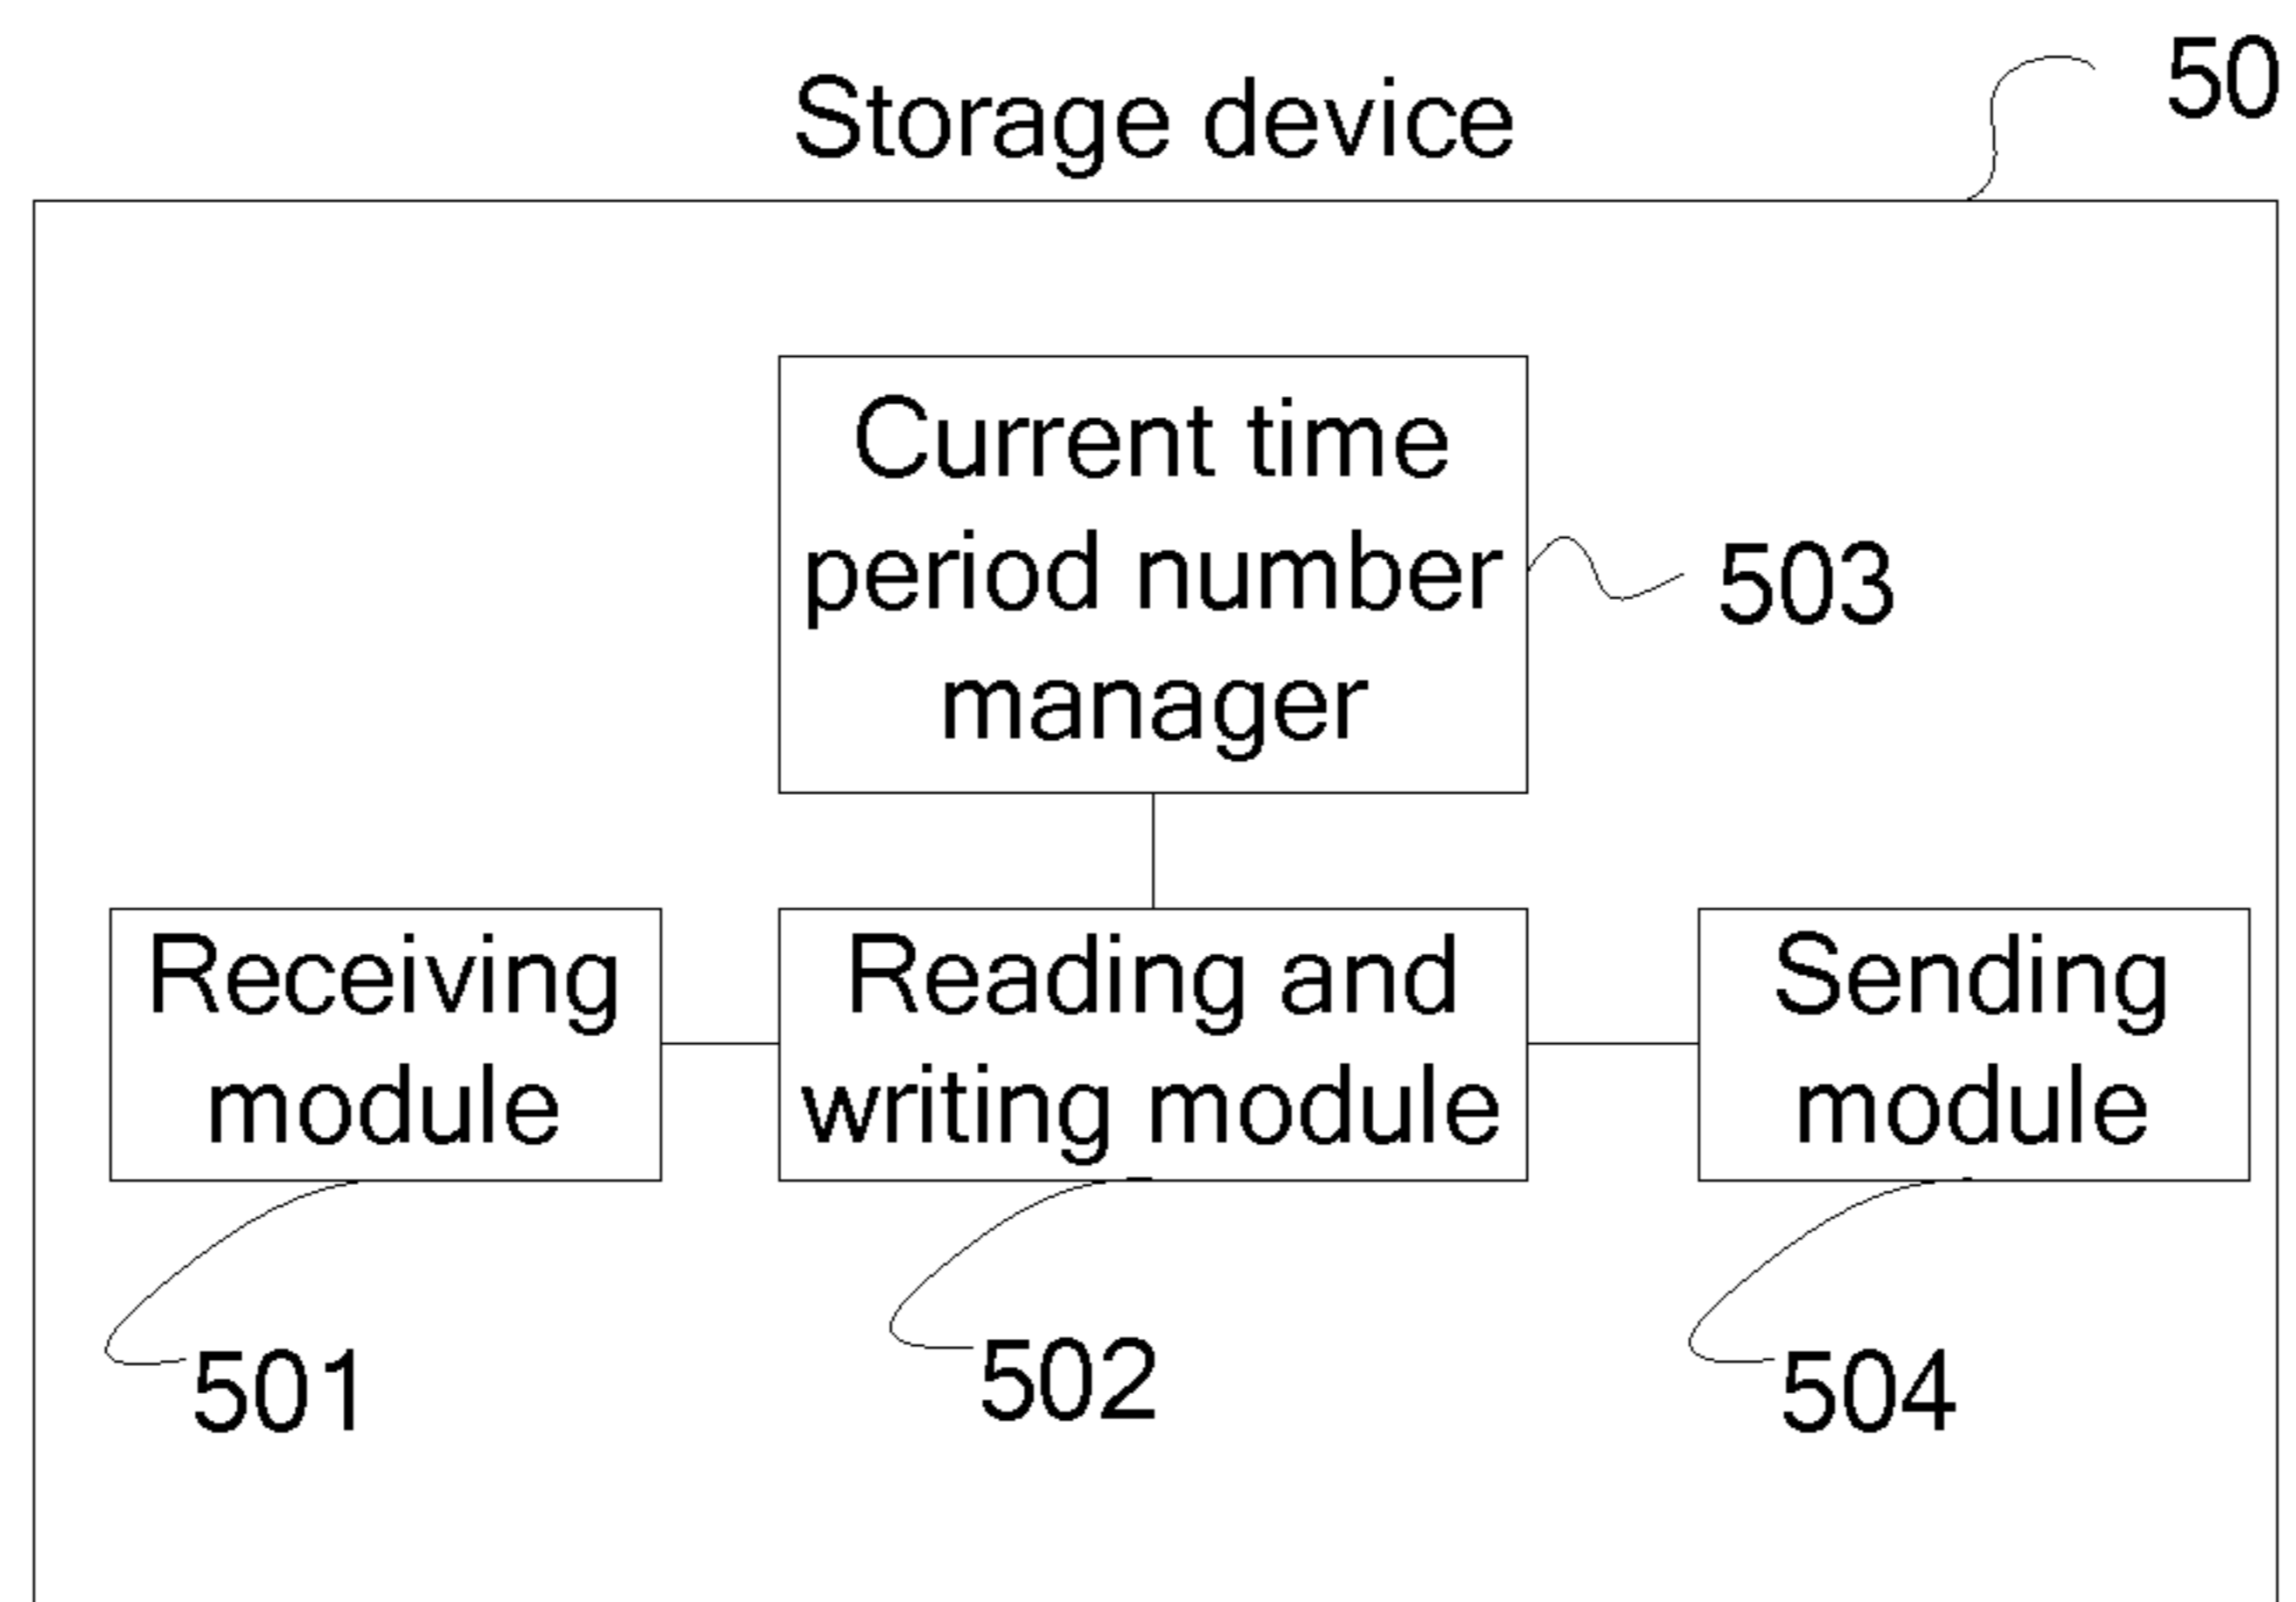 50
Storage device
Current time
period number
manager
503
Receiving
module
Reading and
writing module
Sending
module
501
502
504